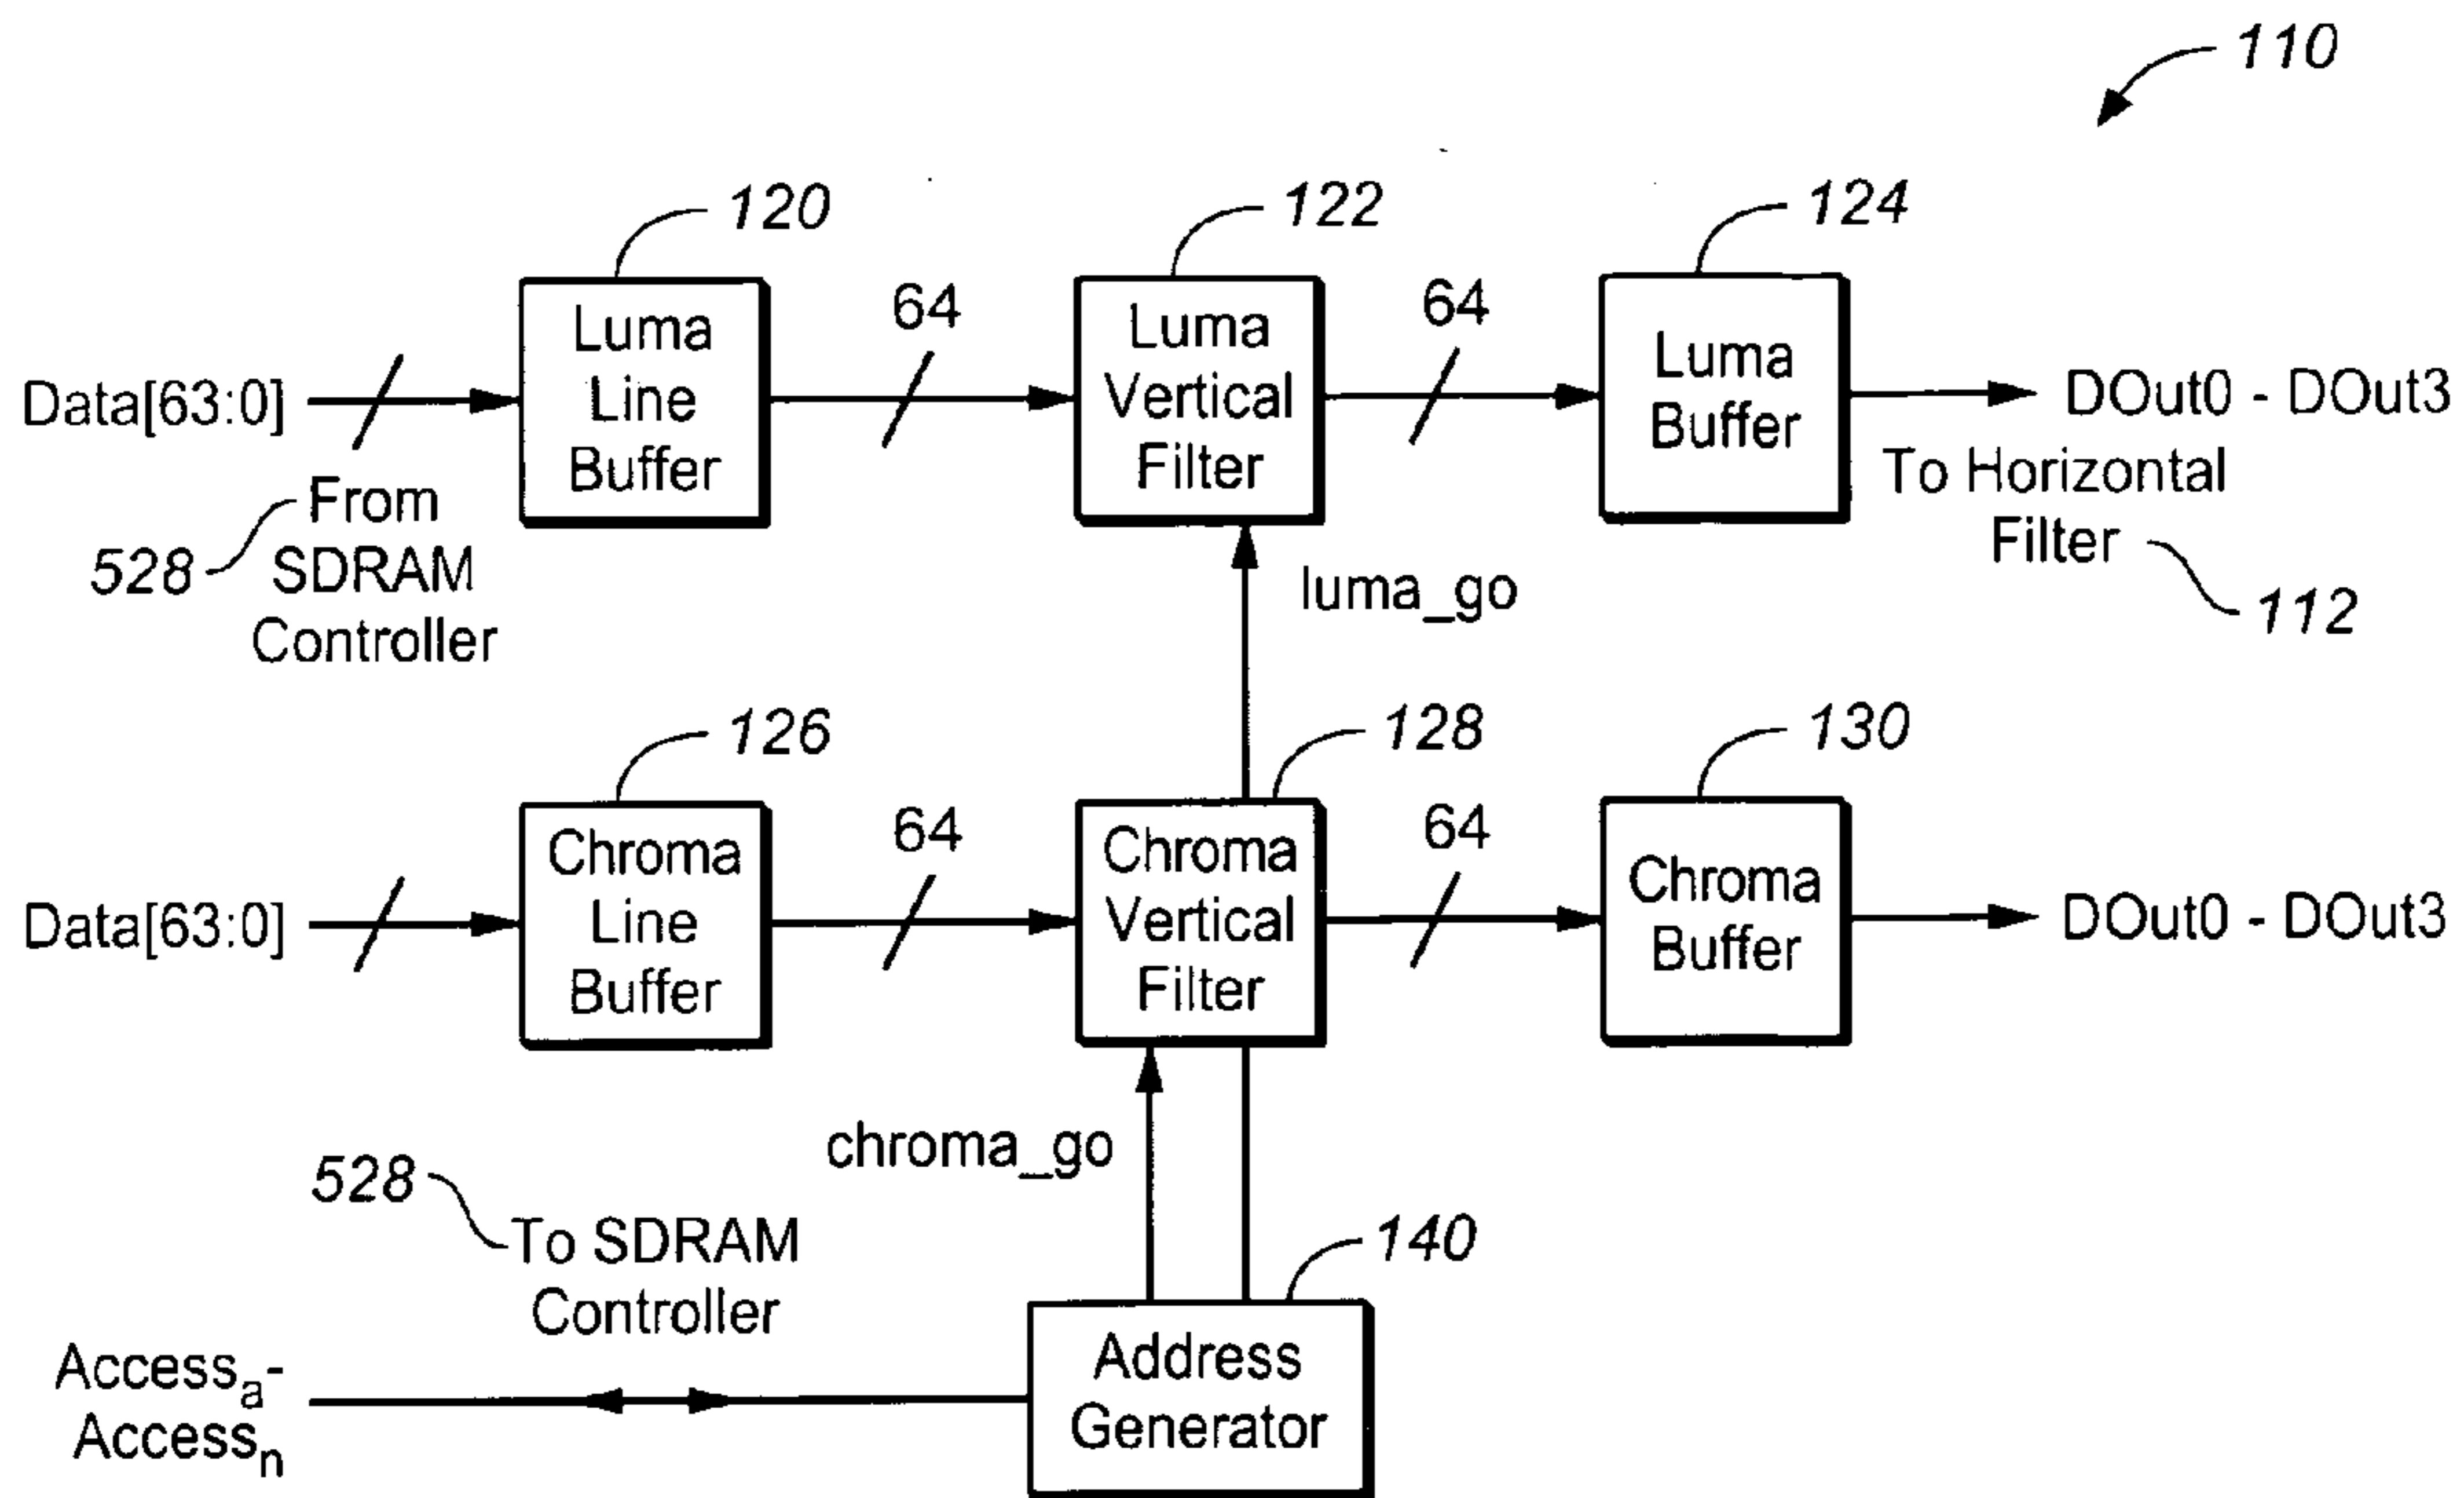 110
120
122
124
Luma
Line
Buffer
64
Luma
Vertical
Filter
64
Luma
Buffer
Data[63:0]
DOut0 - DOut3
528
From
SDRAM
Controller
To Horizontal
Filter
112
luma_go
126
128
130
Chroma
Line
Buffer
64
Chroma
Vertical
Filter
64
Chroma
Buffer
Data[63:0]
DOut0 - DOut3
chroma_go
528
To SDRAM
Controller
140
Address
Generator
Accessa-
Accessn